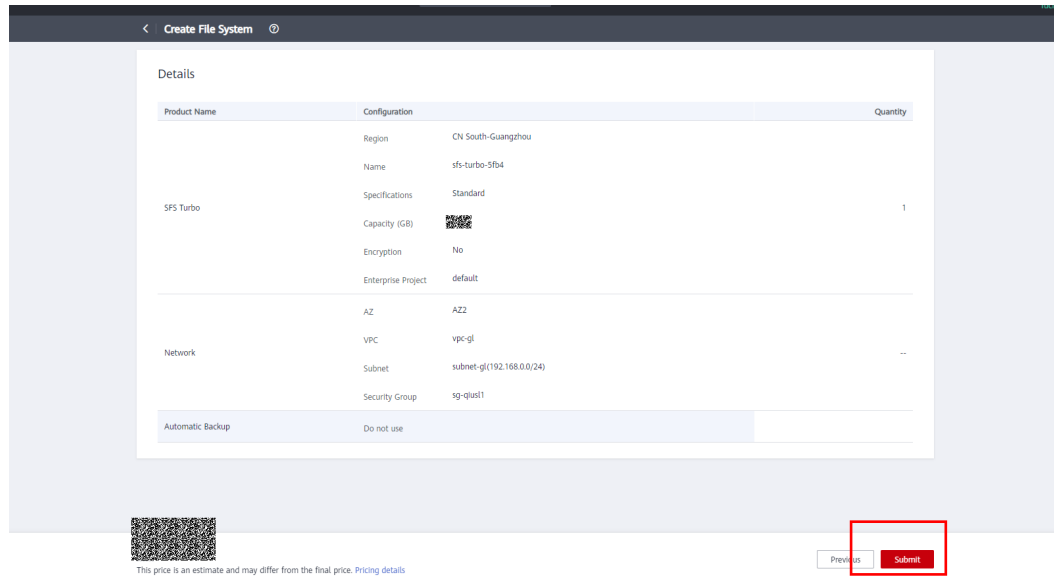 Create File System
Details
Product Name Configuration Quantity
Region CN South-Guangzhou
Name sfs-turbo-5fb4
Specifications Standard
SFS Turbo 1
Capacity (GB)
Encryption No
Enterprise Project default
AZ AZ2
VPC vpc-gl
Network --
Subnet subnet-gl(192.168.0.0/24)
Security Group sg-qiusl1
Automatic Backup Do not use
Previous Submit
This price is an estimate and may differ from the final price. Pricing details